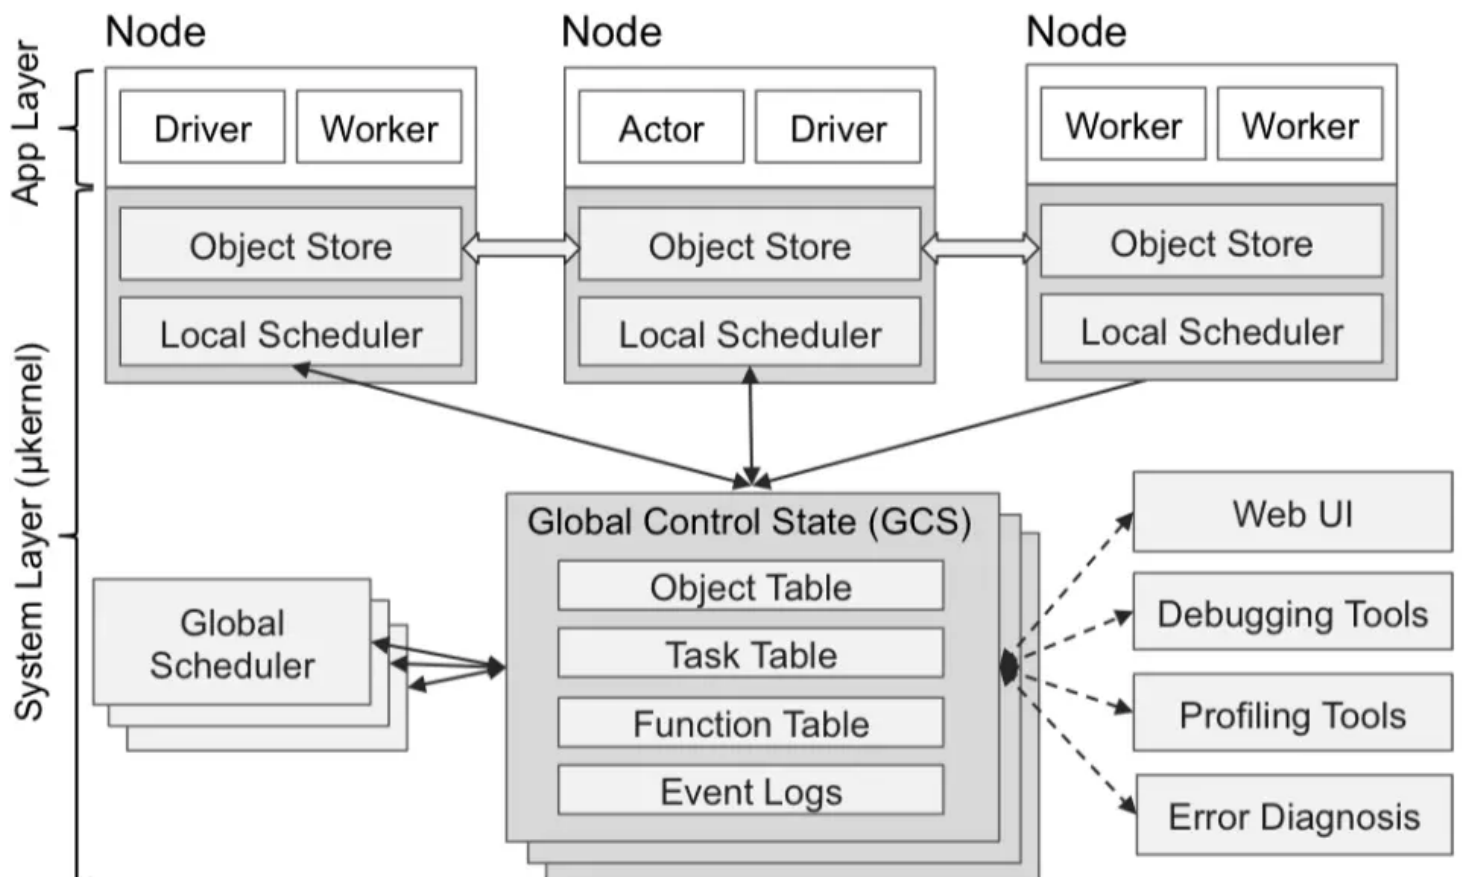 Node
Node
Node
App Layer
Driver
Worker
Actor
Driver
Worker
Worker
Object Store
Object Store
Object Store
Local Scheduler
Local Scheduler
Local Scheduler
System Layer (μkernel)
Global Control State (GCS)
Object Table
Task Table
Function Table
Event Logs
Global
Scheduler
Web UI
Debugging Tools
Profiling Tools
Error Diagnosis